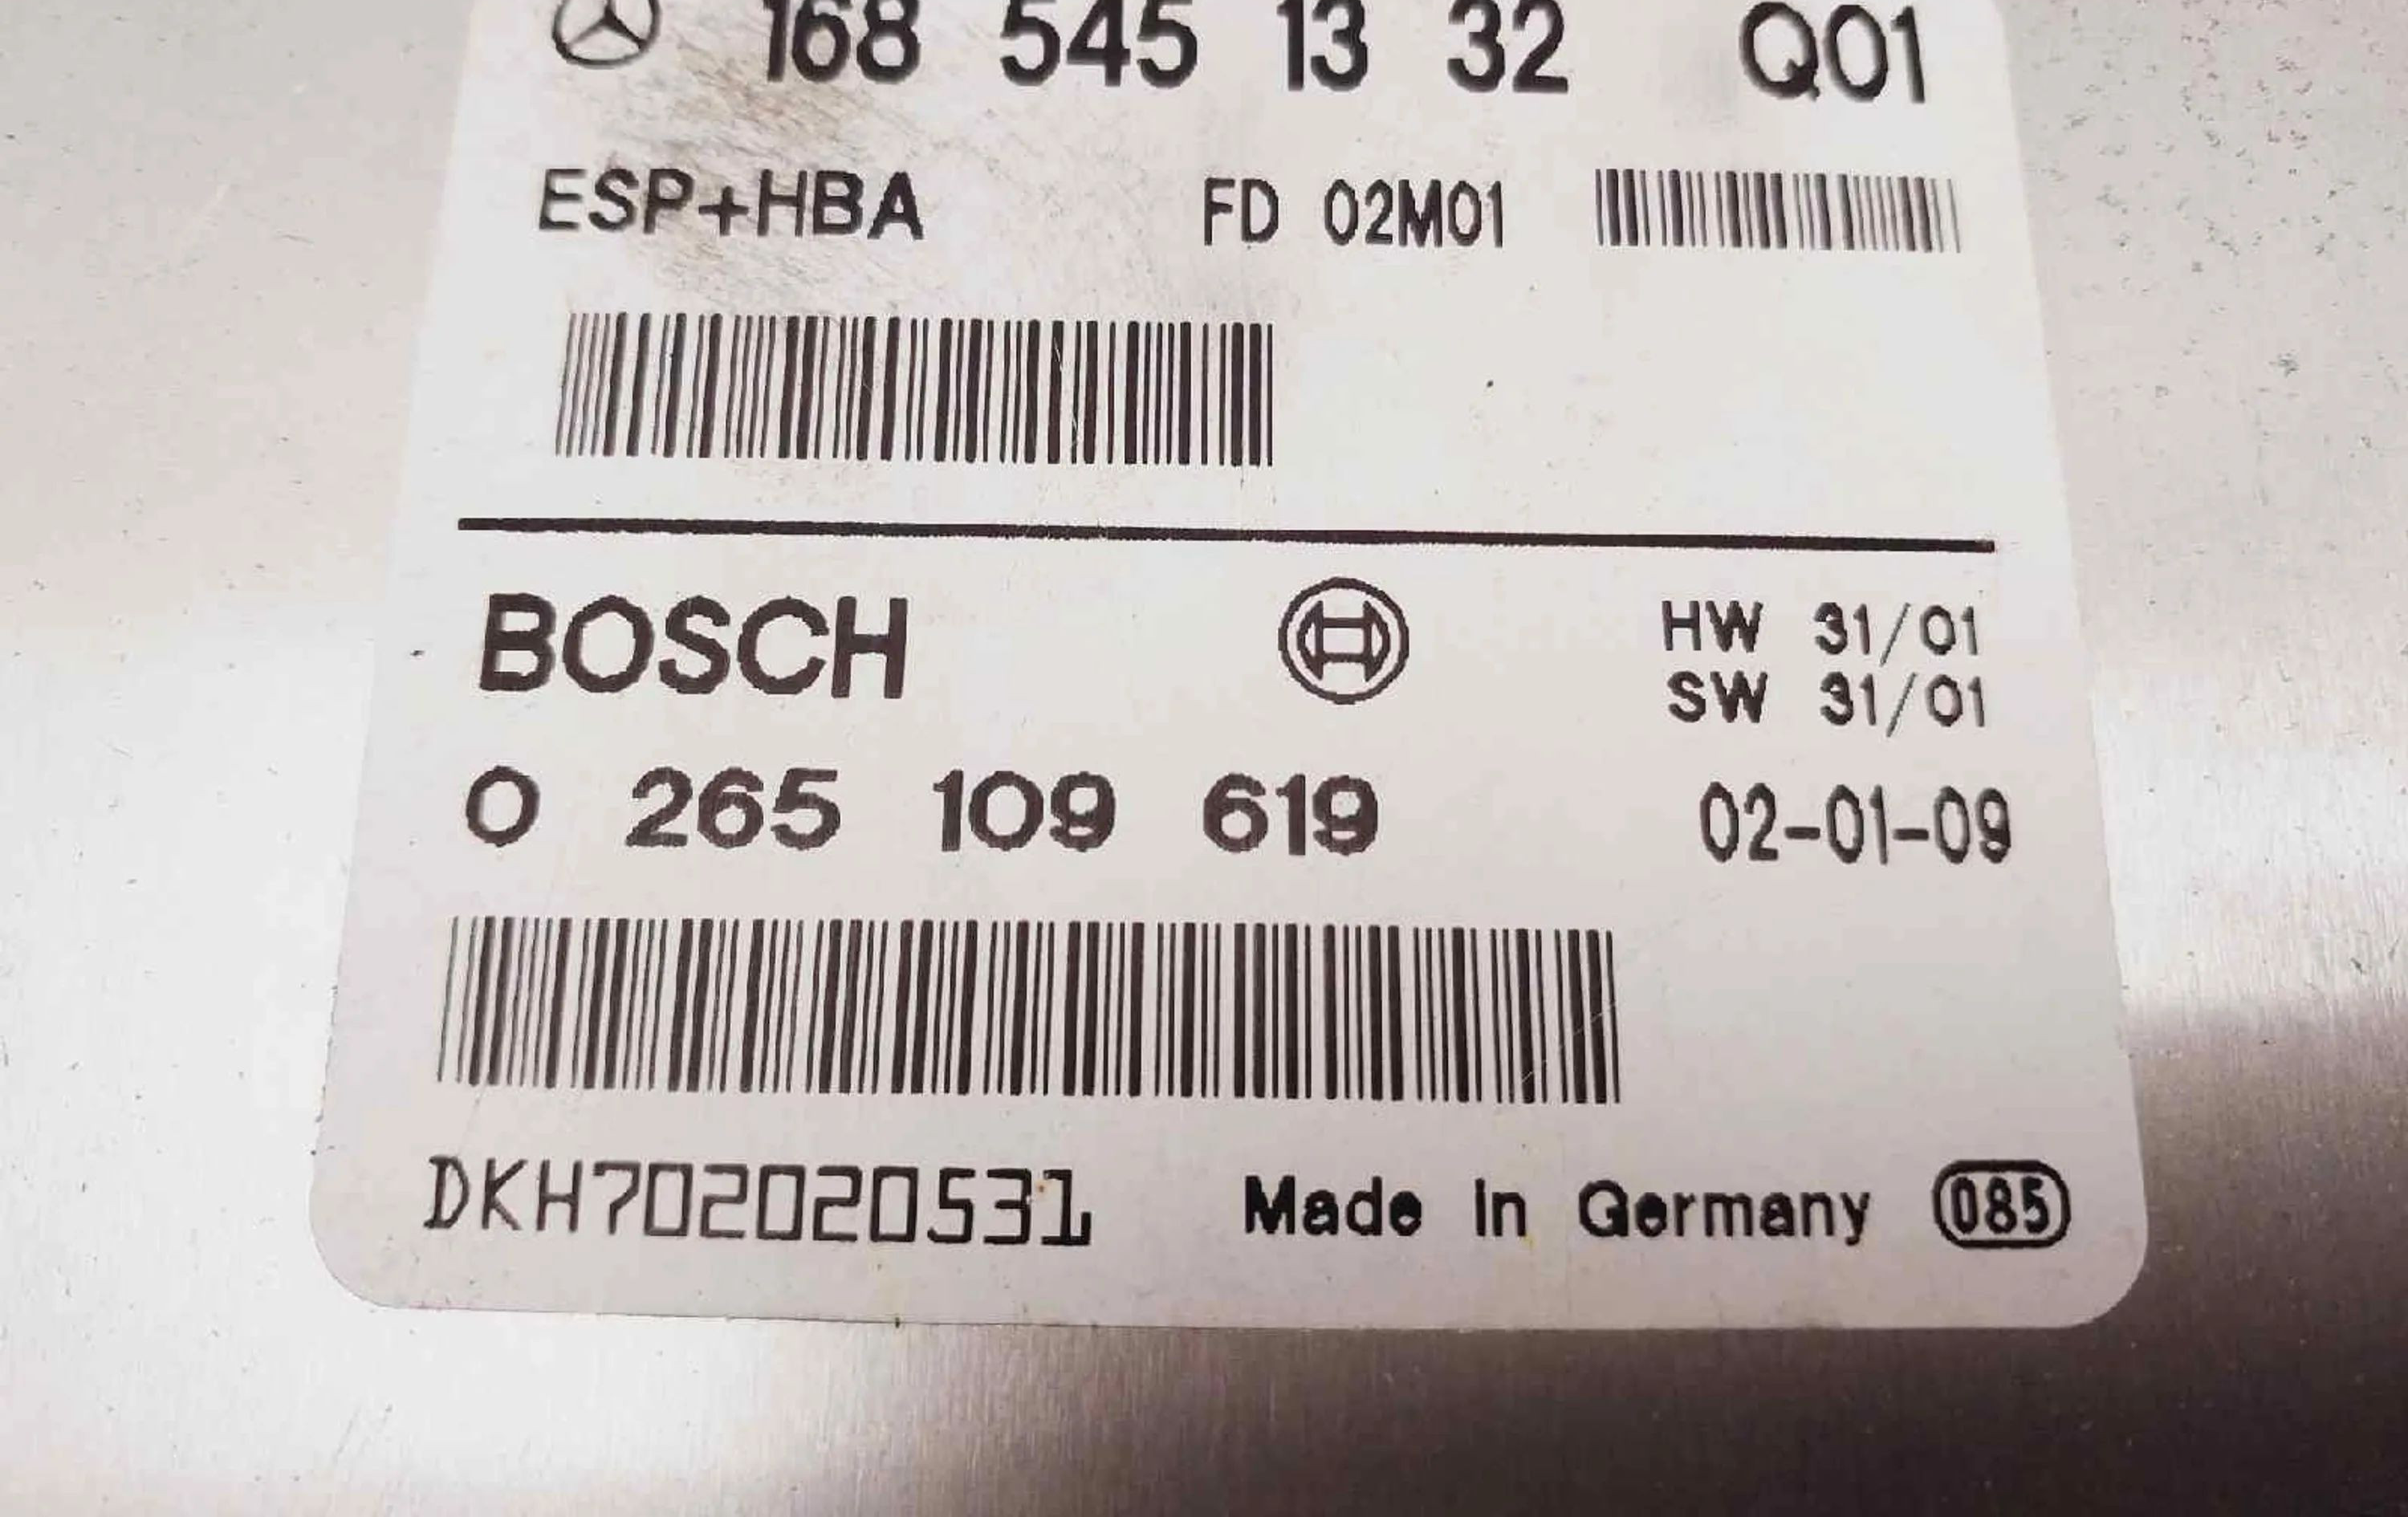 168 545 13 32 Q01
ESP+HBA FD 02M01
BOSCH HW 31/01
SW 31/01
0 265 109 619 02-01-09
DKH702020531 Made in Germany 085